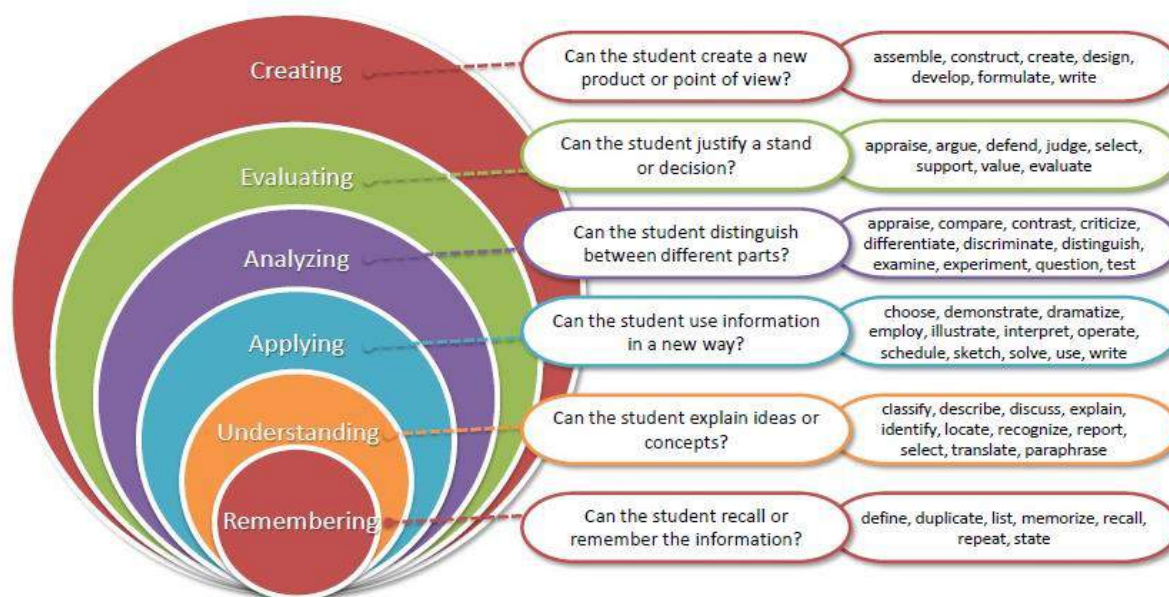 Creating
Can the student create a new
product or point of view?
assemble, construct, create, design,
develop, formulate, write
Evaluating
Can the student justify a stand
or decision?
appraise, argue, defend, judge, select,
support, value, evaluate
Analyzing
Can the student distinguish
between different parts?
appraise, compare, contrast, criticize,
differentiate, discriminate, distinguish,
examine, experiment, question, test
Applying
Can the student use information
in a new way?
choose, demonstrate, dramatize,
employ, illustrate, interpret, operate,
schedule, sketch, solve, use, write
Understanding
Can the student explain ideas or
concepts?
classify, describe, discuss, explain,
identify, locate, recognize, report,
select, translate, paraphrase
Remembering
Can the student recall or
remember the information?
define, duplicate, list, memorize, recall,
repeat, state